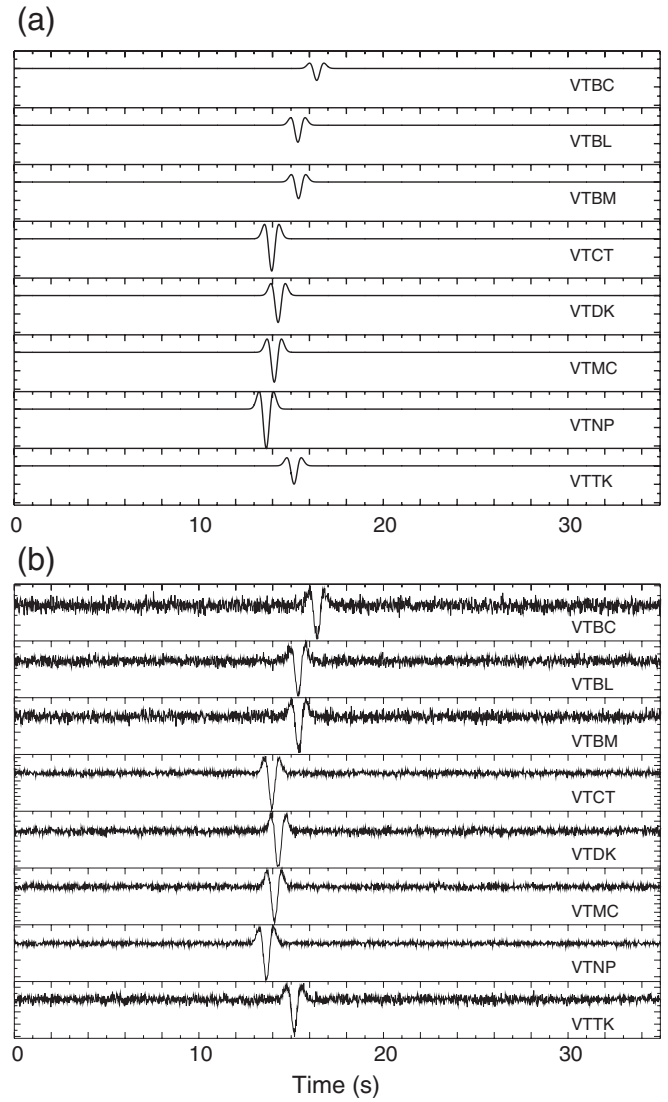 (a)
VTBC
VTBL
VTBM
VTCT
VTDK
VTMC
VTNP
VTTK
0 10 20 30
(b)
VTBC
VTBL
VTBM
VTCT
VTDK
VTMC
VTNP
VTTK
0 10 20 30
Time (s)